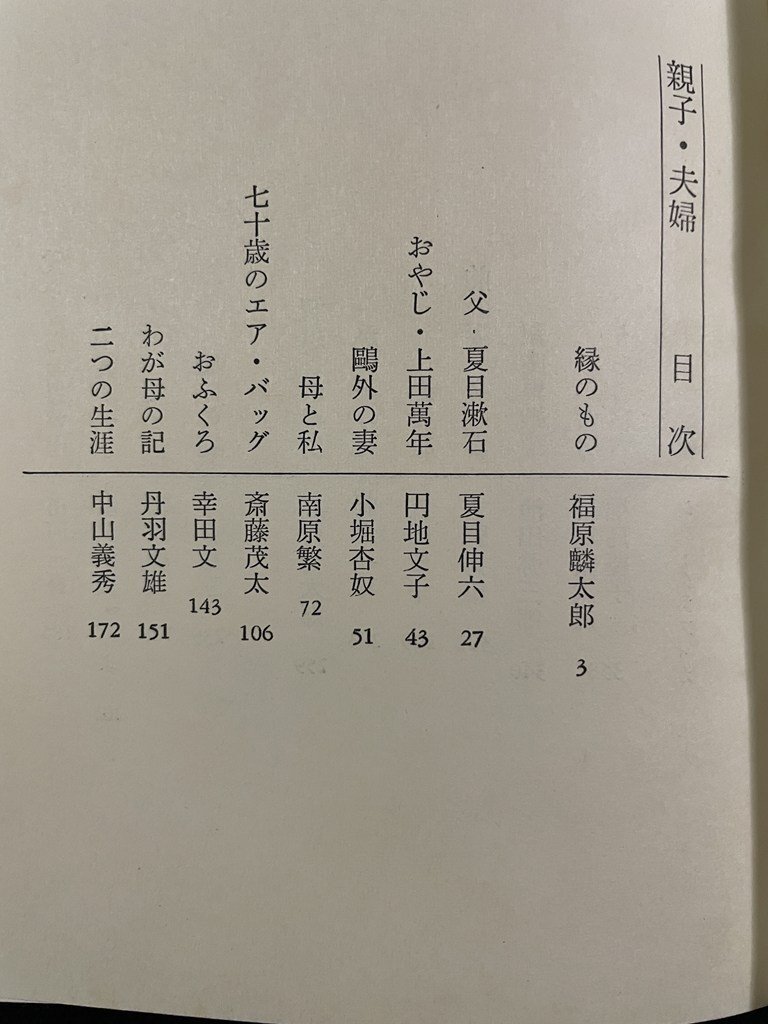 親子・夫婦 目次
縁のもの 福原麟太郎 3
父・夏目漱石 夏目伸六 27
おやじ・上田萬年 円地文子 43
鷗外の妻 小堀杏奴 51
母と私 南原繁 72
七十歳のエア・バッグ 斎藤茂太 106
おふくろ 幸田文 143
わが母の記 丹羽文雄 151
二つの生涯 中山義秀 172